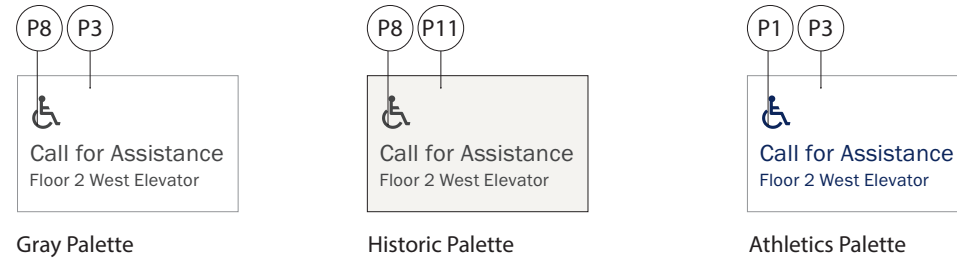 P8 P3
Call for Assistance
Floor 2 West Elevator
Gray Palette
P8 P11
Call for Assistance
Floor 2 West Elevator
Historic Palette
P1 P3
Call for Assistance
Floor 2 West Elevator
Athletics Palette